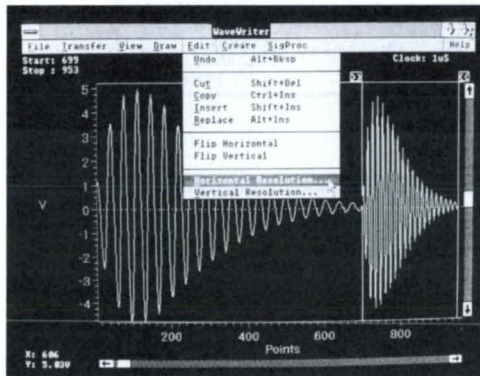 WaveWriter
File Transfer View Draw Edit Create SigProc Help
Start: 699
Stop : 953
Clock: 1uS
Undo Alt+Bksp
Cut Shift+Del
Copy Ctrl+Ins
Insert Shift+Ins
Replace Alt+Ins
Flip Horizontal
Flip Vertical
Horizontal Resolution...
Vertical Resolution...
5
4
3
2
1
0
-1
-2
-3
-4
V
200 400 600 800
Points
X: 606
Y: 5.03V